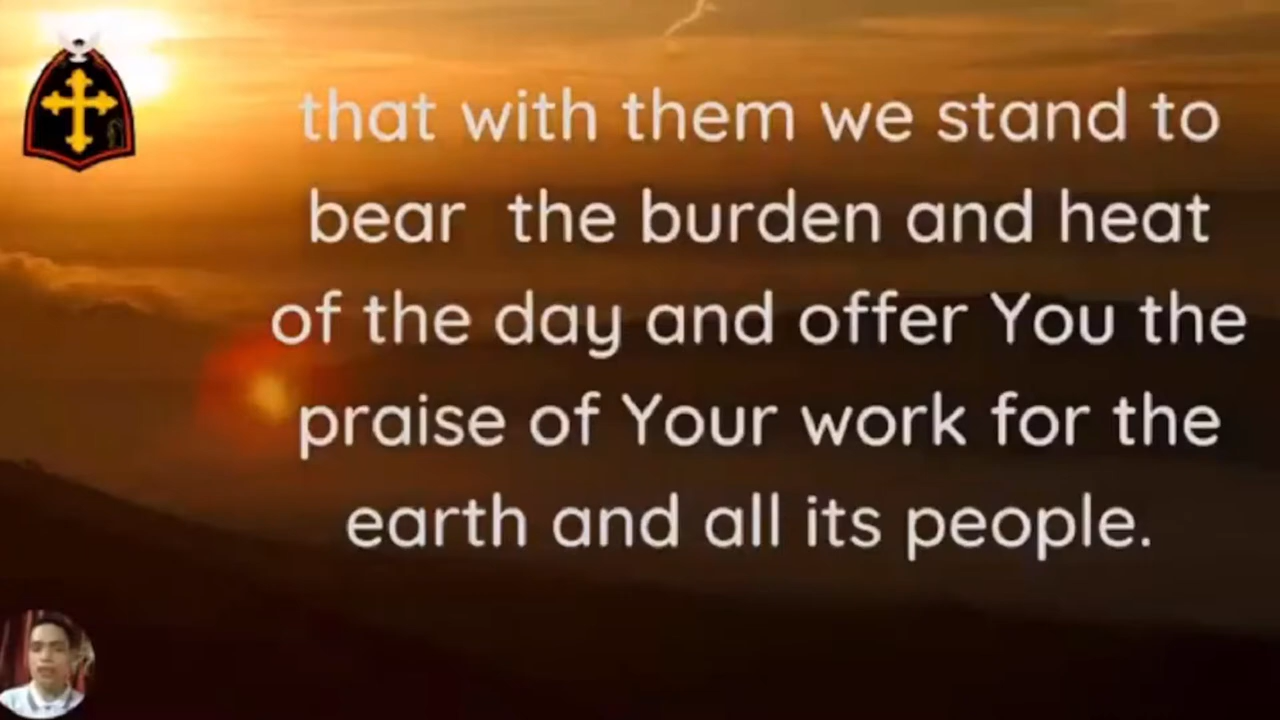 that with them we stand to
bear  the burden and heat
of the day and offer You the
praise of Your work for the
earth and all its people.